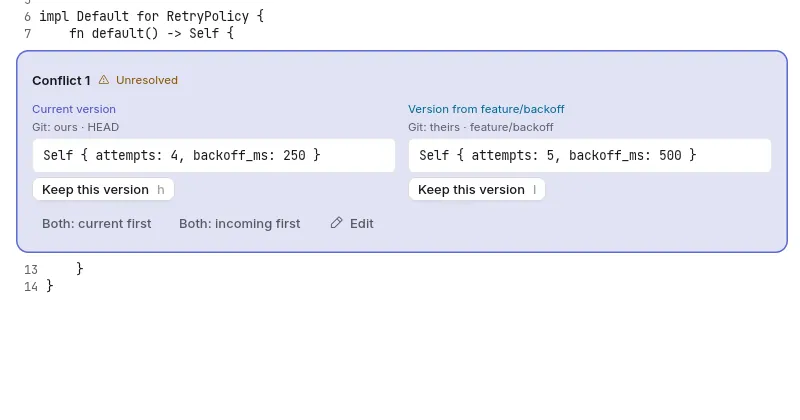 6 impl Default for RetryPolicy {
7 fn default() -> Self {
Conflict 1 Unresolved
Current version
Git: ours · HEAD
Self { attempts: 4, backoff_ms: 250 }
Keep this version h
Version from feature/backoff
Git: theirs · feature/backoff
Self { attempts: 5, backoff_ms: 500 }
Keep this version l
Both: current first Both: incoming first Edit
13 }
14 }